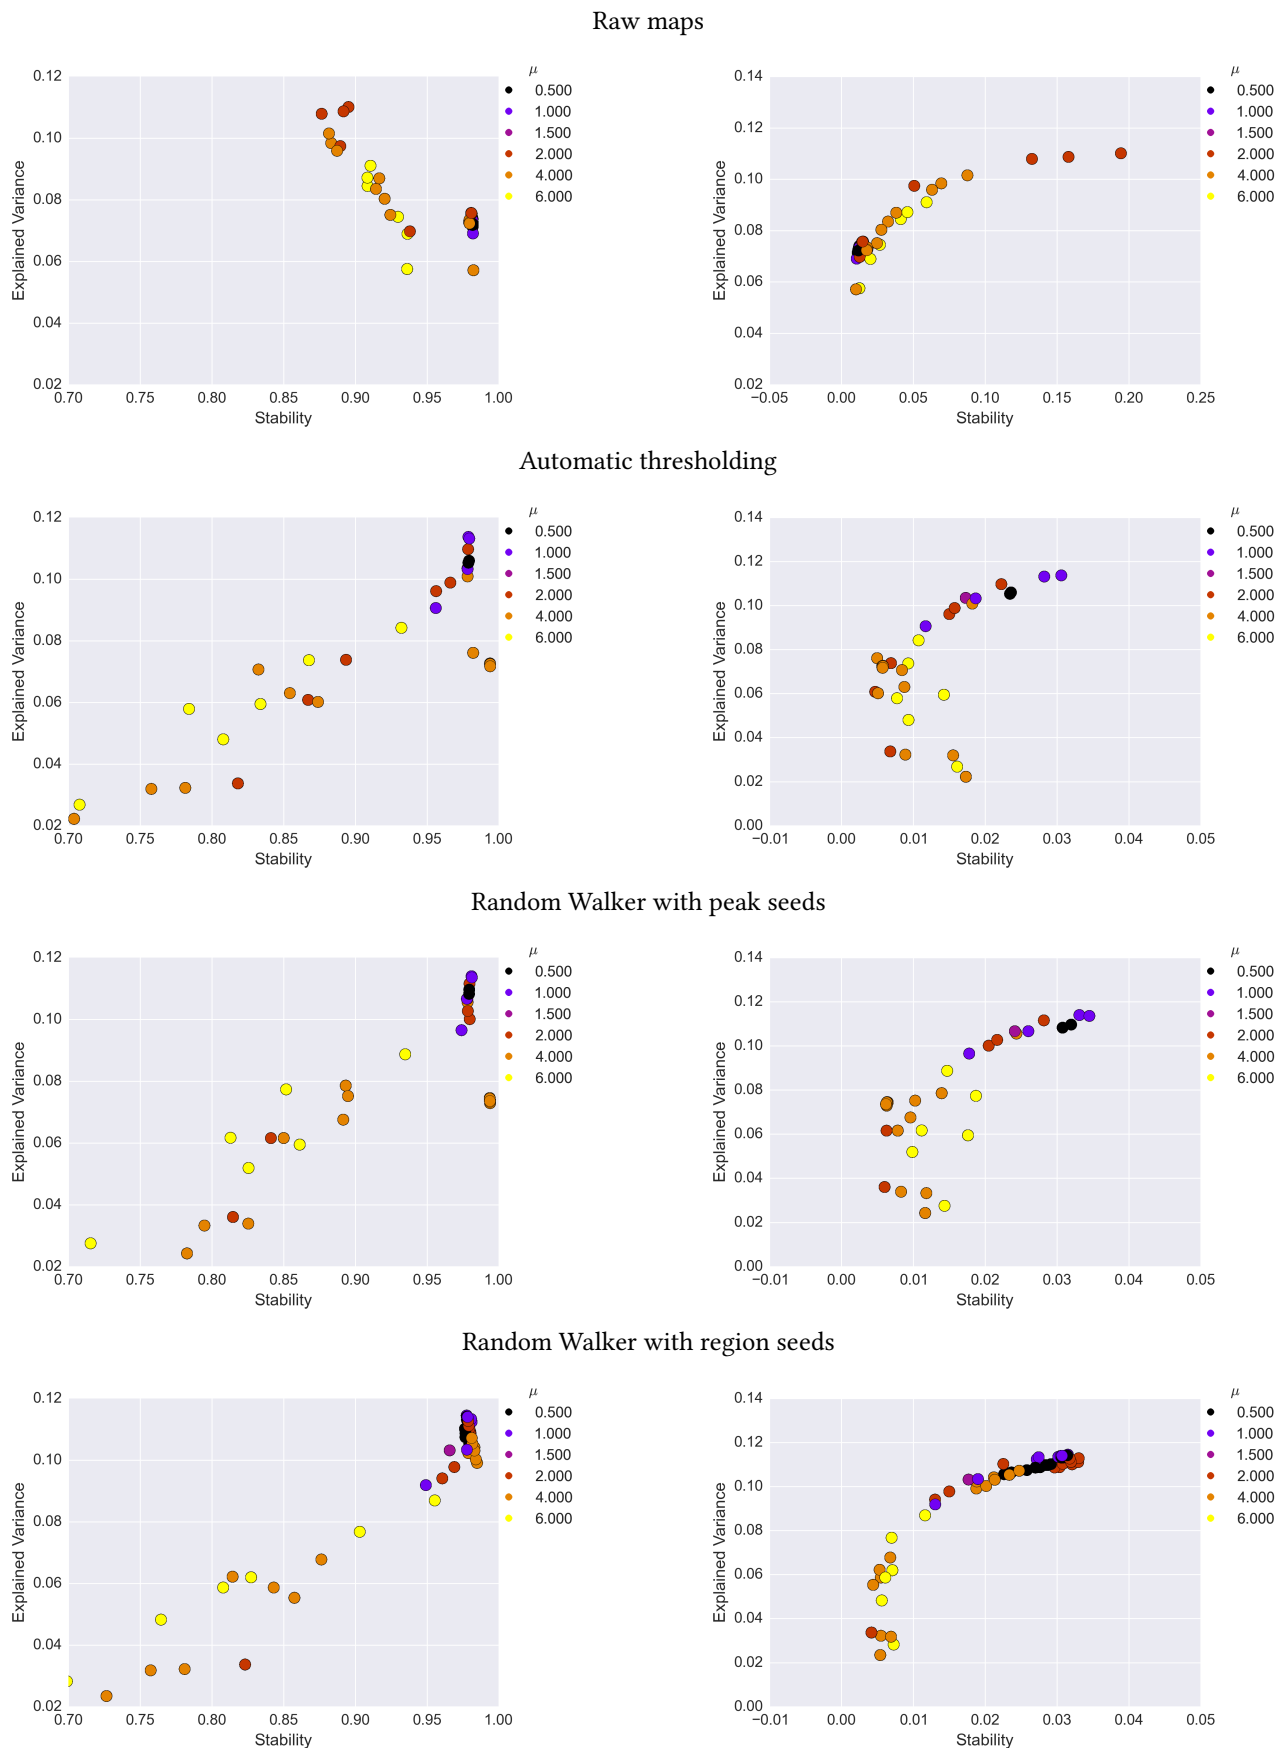 Raw maps
0.12
0.10
0.08
0.06
0.04
0.02
Explained Variance
0.70 0.75 0.80 0.85 0.90 0.95 1.00
Stability
μ
0.500
1.000
1.500
2.000
4.000
6.000
0.14
0.12
0.10
0.08
0.06
0.04
0.02
Explained Variance
−0.05 0.00 0.05 0.10 0.15 0.20 0.25
Stability
μ
0.500
1.000
1.500
2.000
4.000
6.000
Automatic thresholding
0.12
0.10
0.08
0.06
0.04
0.02
Explained Variance
0.70 0.75 0.80 0.85 0.90 0.95 1.00
Stability
μ
0.500
1.000
1.500
2.000
4.000
6.000
0.14
0.12
0.10
0.08
0.06
0.04
0.02
0.00
Explained Variance
−0.01 0.00 0.01 0.02 0.03 0.04 0.05
Stability
μ
0.500
1.000
1.500
2.000
4.000
6.000
Random Walker with peak seeds
0.12
0.10
0.08
0.06
0.04
0.02
Explained Variance
0.70 0.75 0.80 0.85 0.90 0.95 1.00
Stability
μ
0.500
1.000
1.500
2.000
4.000
6.000
0.14
0.12
0.10
0.08
0.06
0.04
0.02
0.00
Explained Variance
−0.01 0.00 0.01 0.02 0.03 0.04 0.05
Stability
μ
0.500
1.000
1.500
2.000
4.000
6.000
Random Walker with region seeds
0.12
0.10
0.08
0.06
0.04
0.02
Explained Variance
0.70 0.75 0.80 0.85 0.90 0.95 1.00
Stability
μ
0.500
1.000
1.500
2.000
4.000
6.000
0.14
0.12
0.10
0.08
0.06
0.04
0.02
0.00
Explained Variance
−0.01 0.00 0.01 0.02 0.03 0.04 0.05
Stability
μ
0.500
1.000
1.500
2.000
4.000
6.000